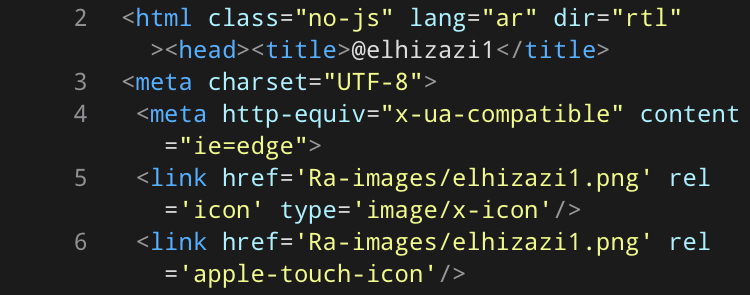 2 <html class="no-js" lang="ar" dir="rtl"
><head><title>@elhizazi1</title>
3 <meta charset="UTF-8">
4 <meta http-equiv="x-ua-compatible" content
="ie=edge">
5 <link href='Ra-images/elhizazi1.png' rel
='icon' type='image/x-icon'/>
6 <link href='Ra-images/elhizazi1.png' rel
='apple-touch-icon'/>